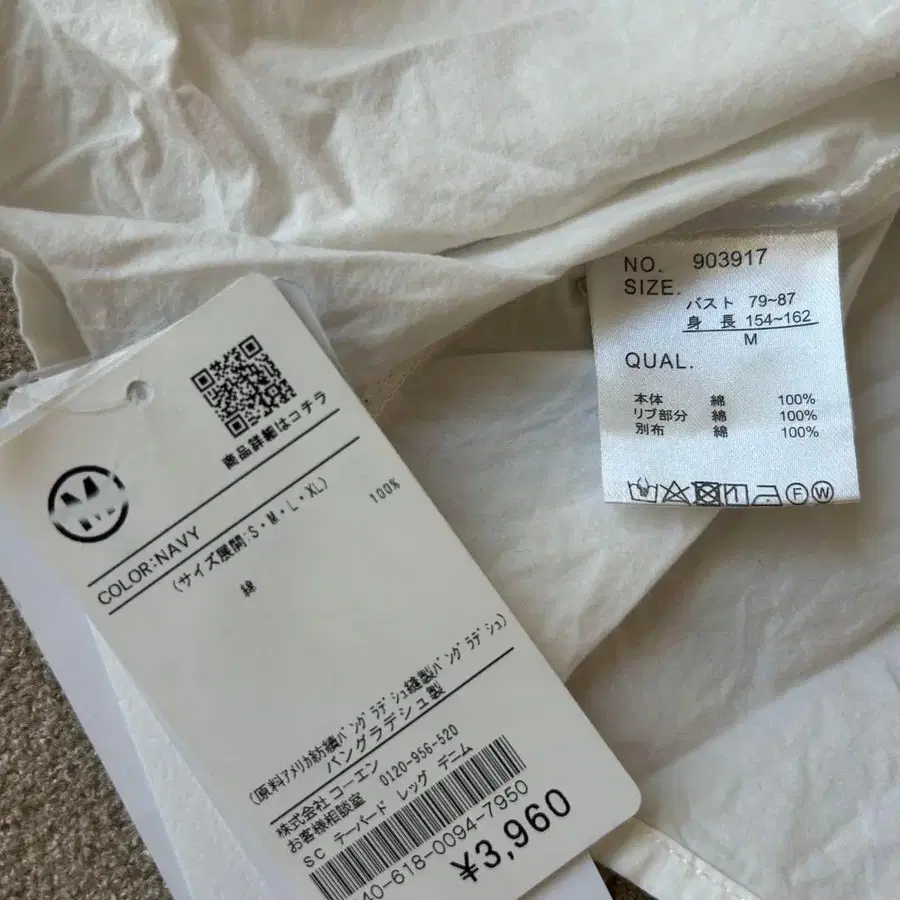 商品詳細はコチラ
COLOR:NAVY
(サイズ展開:S・M・L・XL)
綿 100%
(原料アメリカ紡績バングラデシュ縫製バングラデシュ)
バングラデシュ製
株式会社 コーエン
お客様相談室 0120-956-520
SC テーパード レッグ デニム
40-618-0094-7950
¥3,960
NO. 903917
SIZE.
バスト 79~87
身 長 154~162
M
QUAL.
本体 綿 100%
リブ部分 綿 100%
別布 綿 100%
F W